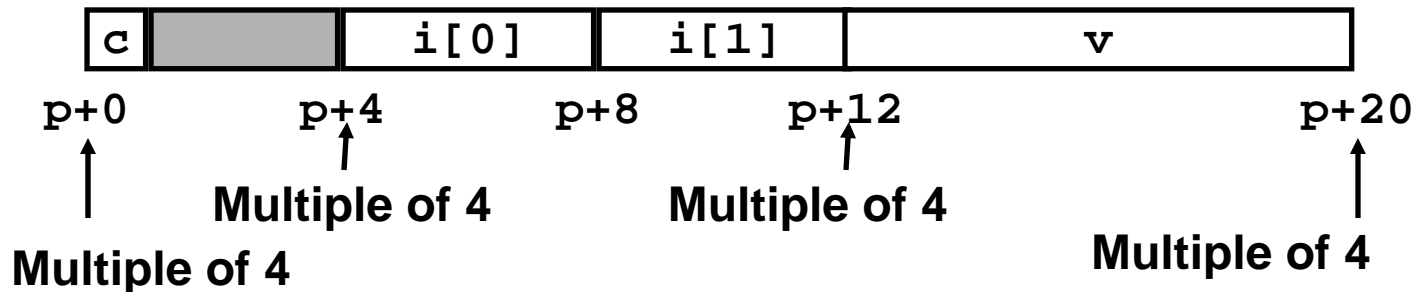 c i[0] i[1] v
p+0 p+4 p+8 p+12 p+20
Multiple of 4 Multiple of 4
Multiple of 4 Multiple of 4